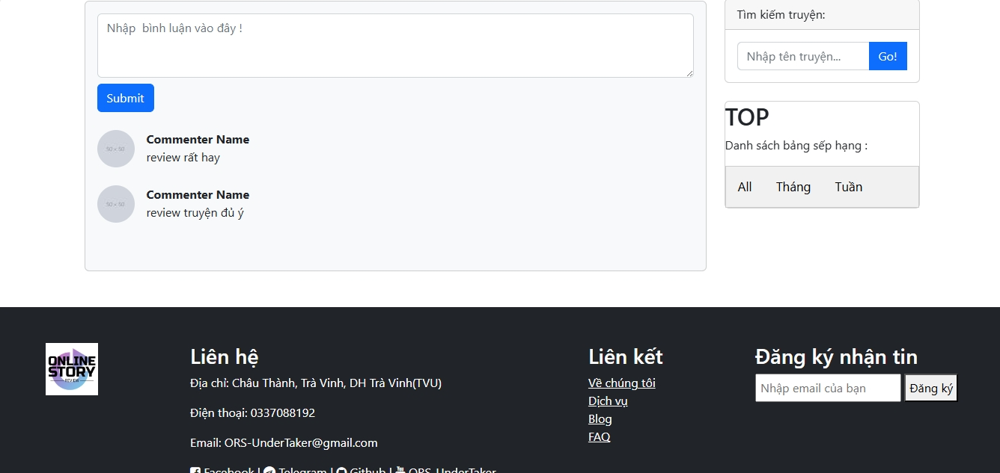 Nhập  bình luận vào đây !
Submit
50 x 50
Commenter Name
review rất hay
50 x 50
Commenter Name
review truyện đủ ý
Tìm kiếm truyện:
Nhập tên truyện...
Go!
TOP
Danh sách bảng sếp hạng :
All
Tháng
Tuần
ONLINE
STORY
REVIEW
Liên hệ
Địa chỉ: Châu Thành, Trà Vinh, DH Trà Vinh(TVU)
Điện thoại: 0337088192
Email: ORS-UnderTaker@gmail.com
Facebook | Telegram | Github | ORS-UnderTaker
Liên kết
Về chúng tôi
Dịch vụ
Blog
FAQ
Đăng ký nhận tin
Nhập email của bạn
Đăng ký